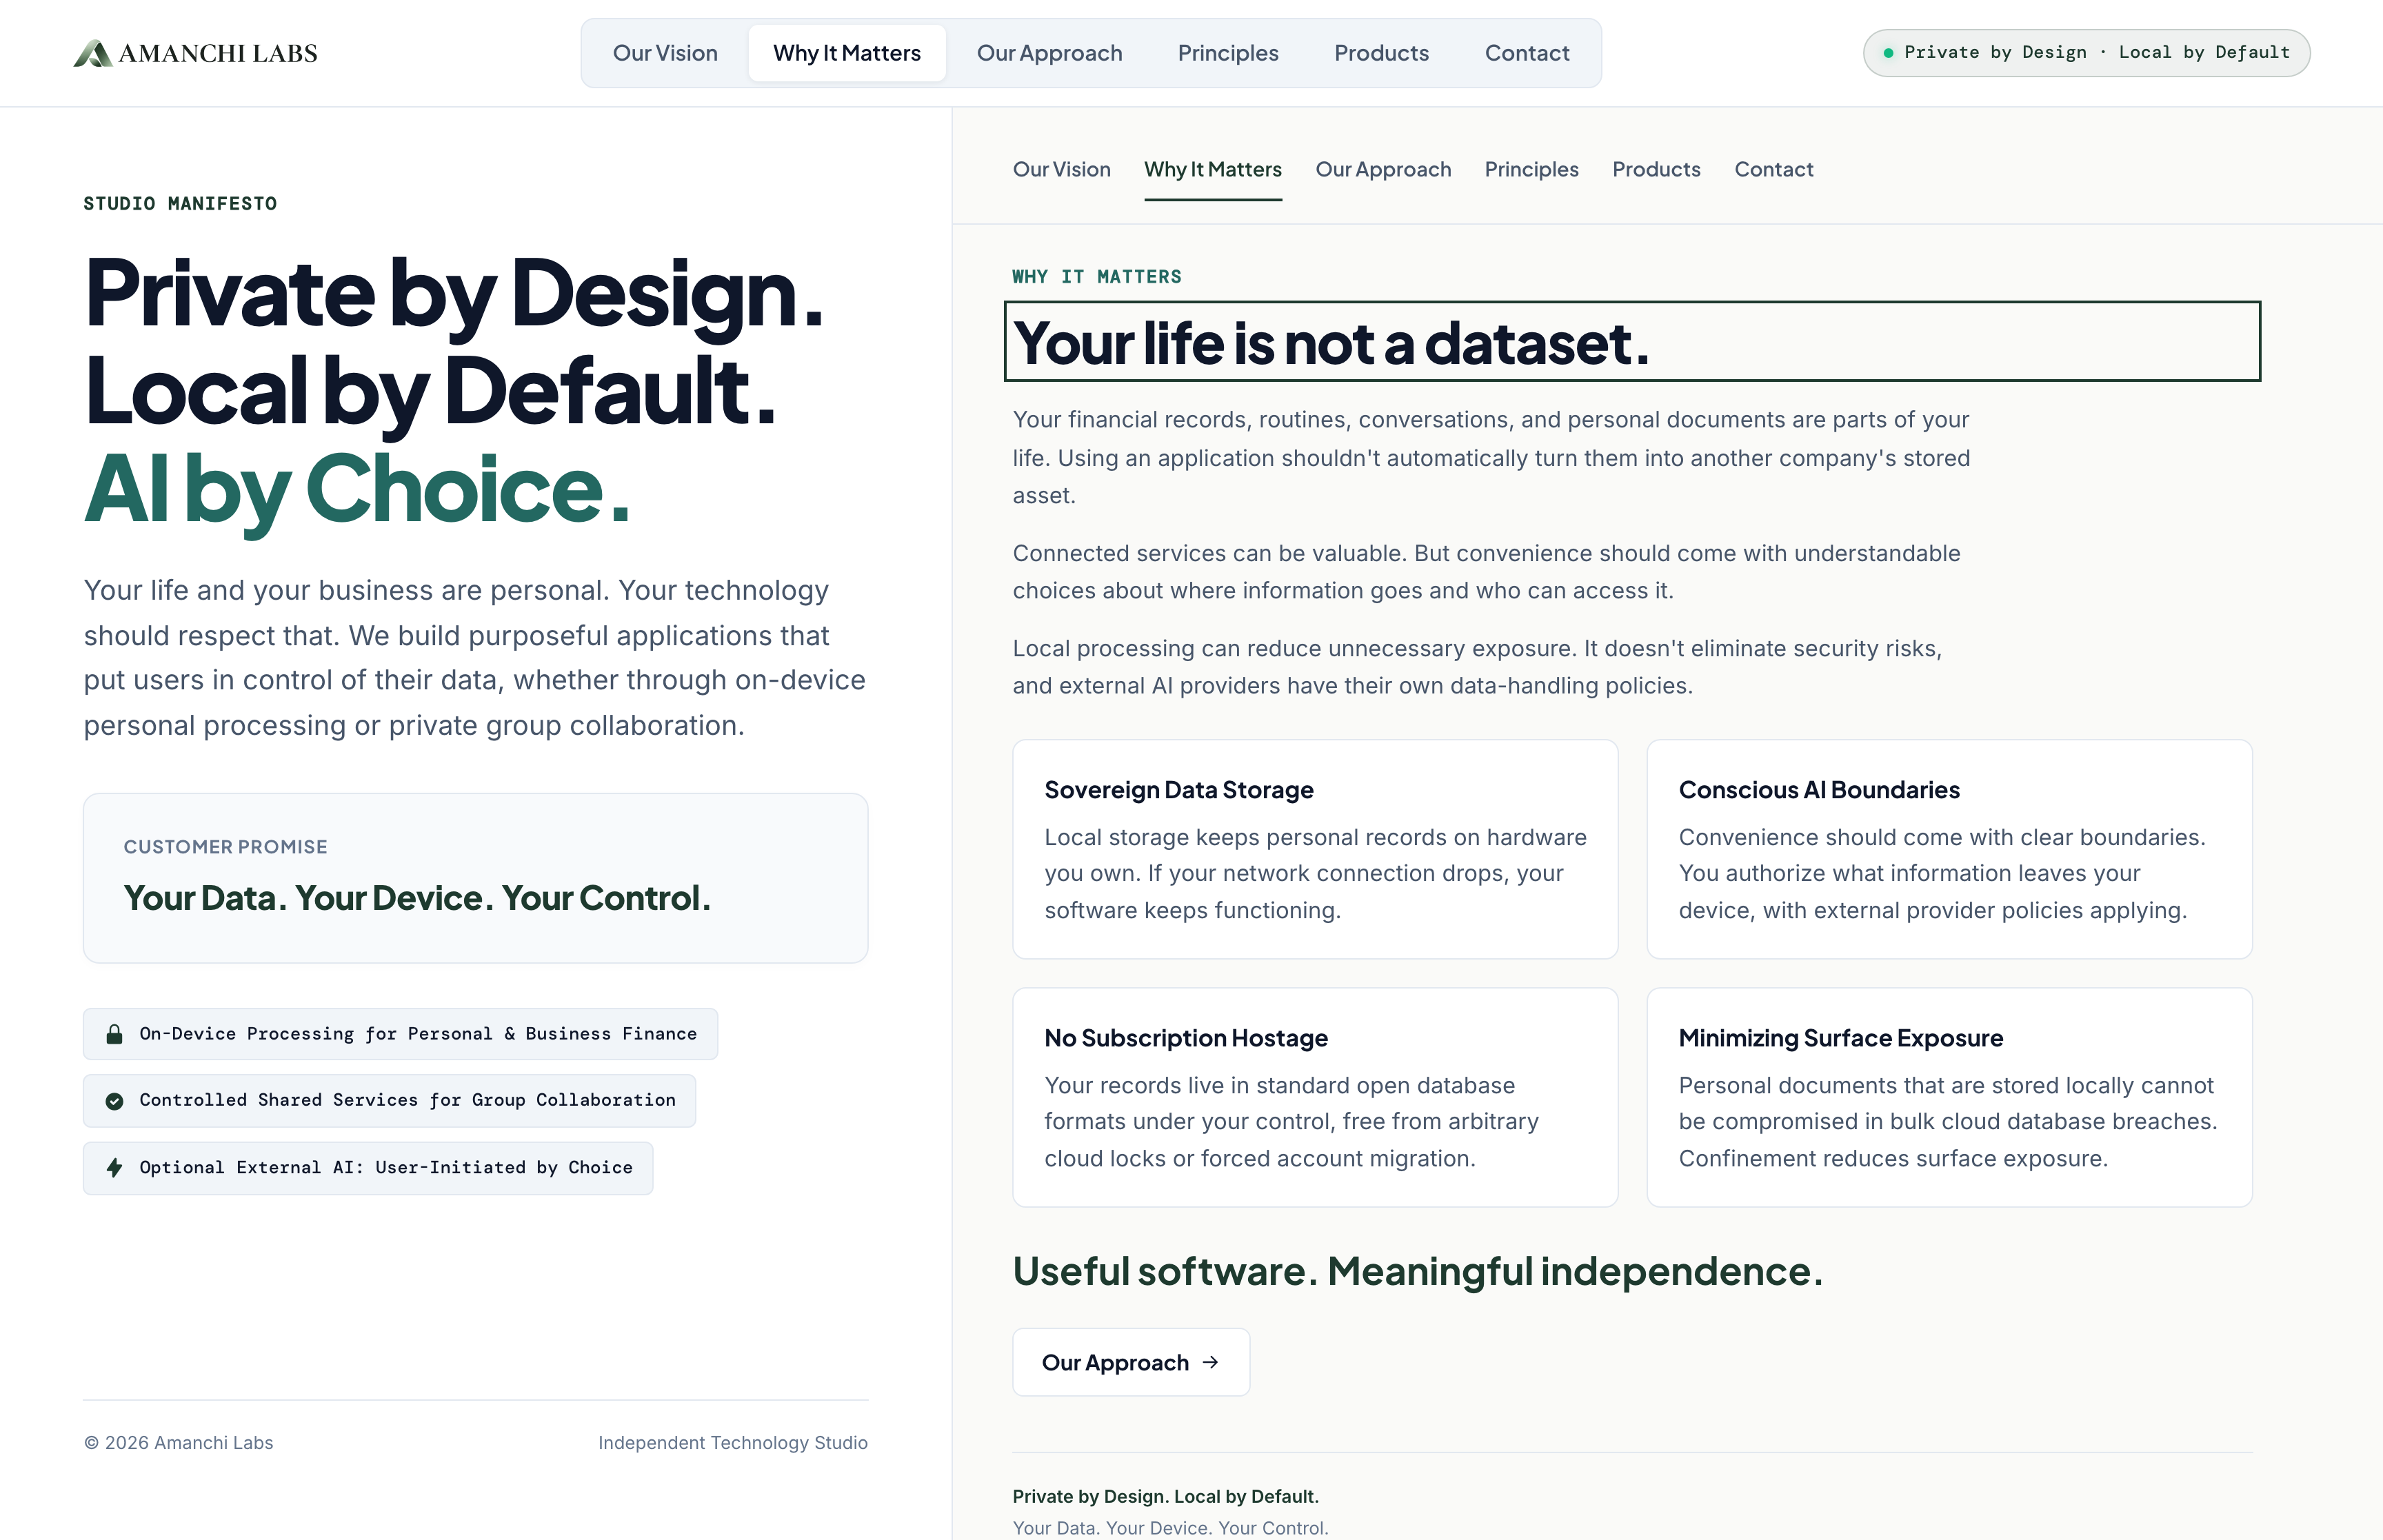 AMANCHI LABS
Our Vision
Why It Matters
Our Approach
Principles
Products
Contact
Private by Design · Local by Default
STUDIO MANIFESTO
Private by Design.
Local by Default.
AI by Choice.
Your life and your business are personal. Your technology
should respect that. We build purposeful applications that
put users in control of their data, whether through on-device
personal processing or private group collaboration.
CUSTOMER PROMISE
Your Data. Your Device. Your Control.
On-Device Processing for Personal & Business Finance
Controlled Shared Services for Group Collaboration
Optional External AI: User-Initiated by Choice
© 2026 Amanchi Labs
Independent Technology Studio
Our Vision
Why It Matters
Our Approach
Principles
Products
Contact
WHY IT MATTERS
Your life is not a dataset.
Your financial records, routines, conversations, and personal documents are parts of your
life. Using an application shouldn't automatically turn them into another company's stored
asset.
Connected services can be valuable. But convenience should come with understandable
choices about where information goes and who can access it.
Local processing can reduce unnecessary exposure. It doesn't eliminate security risks,
and external AI providers have their own data-handling policies.
Sovereign Data Storage
Local storage keeps personal records on hardware
you own. If your network connection drops, your
software keeps functioning.
Conscious AI Boundaries
Convenience should come with clear boundaries.
You authorize what information leaves your
device, with external provider policies applying.
No Subscription Hostage
Your records live in standard open database
formats under your control, free from arbitrary
cloud locks or forced account migration.
Minimizing Surface Exposure
Personal documents that are stored locally cannot
be compromised in bulk cloud database breaches.
Confinement reduces surface exposure.
Useful software. Meaningful independence.
Our Approach →
Private by Design. Local by Default.
Your Data. Your Device. Your Control.